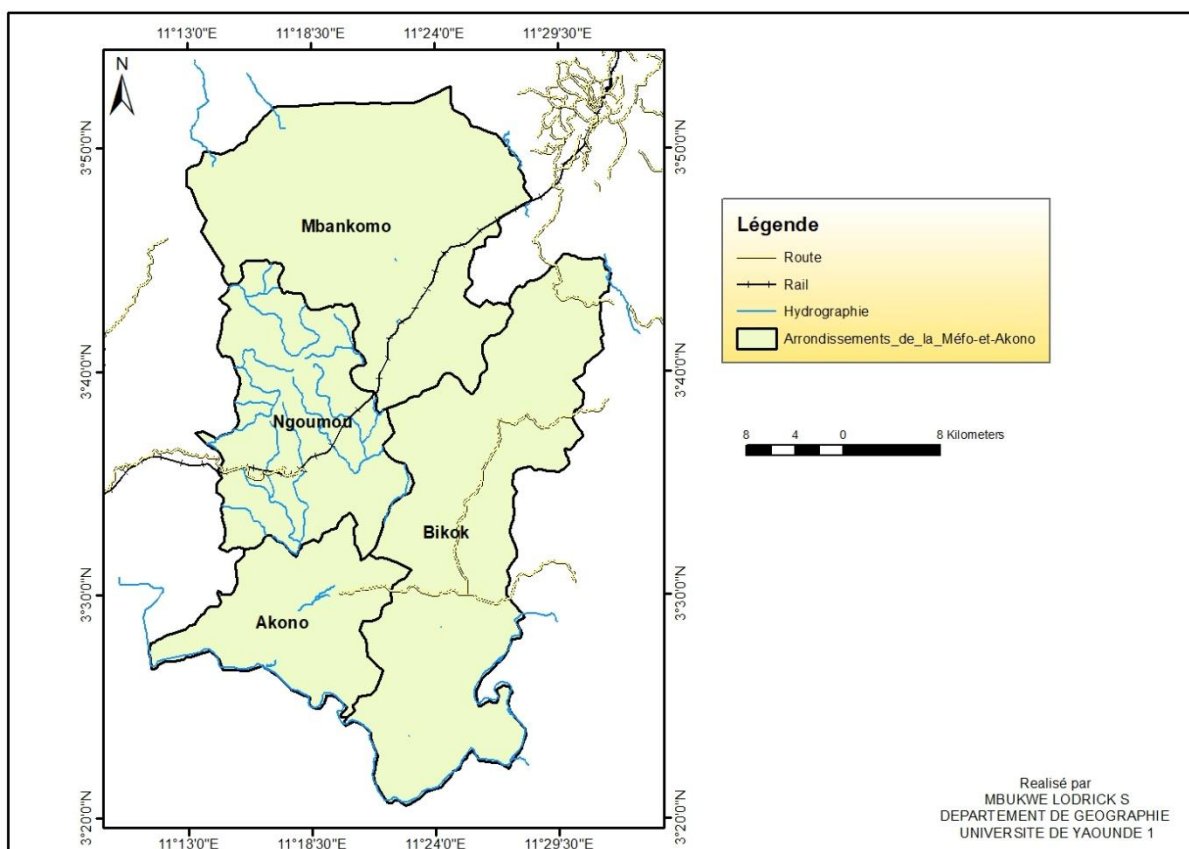 11°13'0"E 11°18'30"E 11°24'0"E 11°29'30"E
N
3°50'0"N 3°50'0"N
Mbankomo
Légende
Route
Rail
Hydrographie
Arrondissements_de_la_Méfo-et-Akono
3°40'0"N 3°40'0"N
Ngoumou
8 4 0 8 Kilometers
Bikok
3°30'0"N 3°30'0"N
Akono
3°20'0"N 3°20'0"N
11°13'0"E 11°18'30"E 11°24'0"E 11°29'30"E
Realisé par
MBUKWE LODRICK S
DEPARTEMENT DE GEOGRAPHIE
UNIVERSITE DE YAOUNDE 1